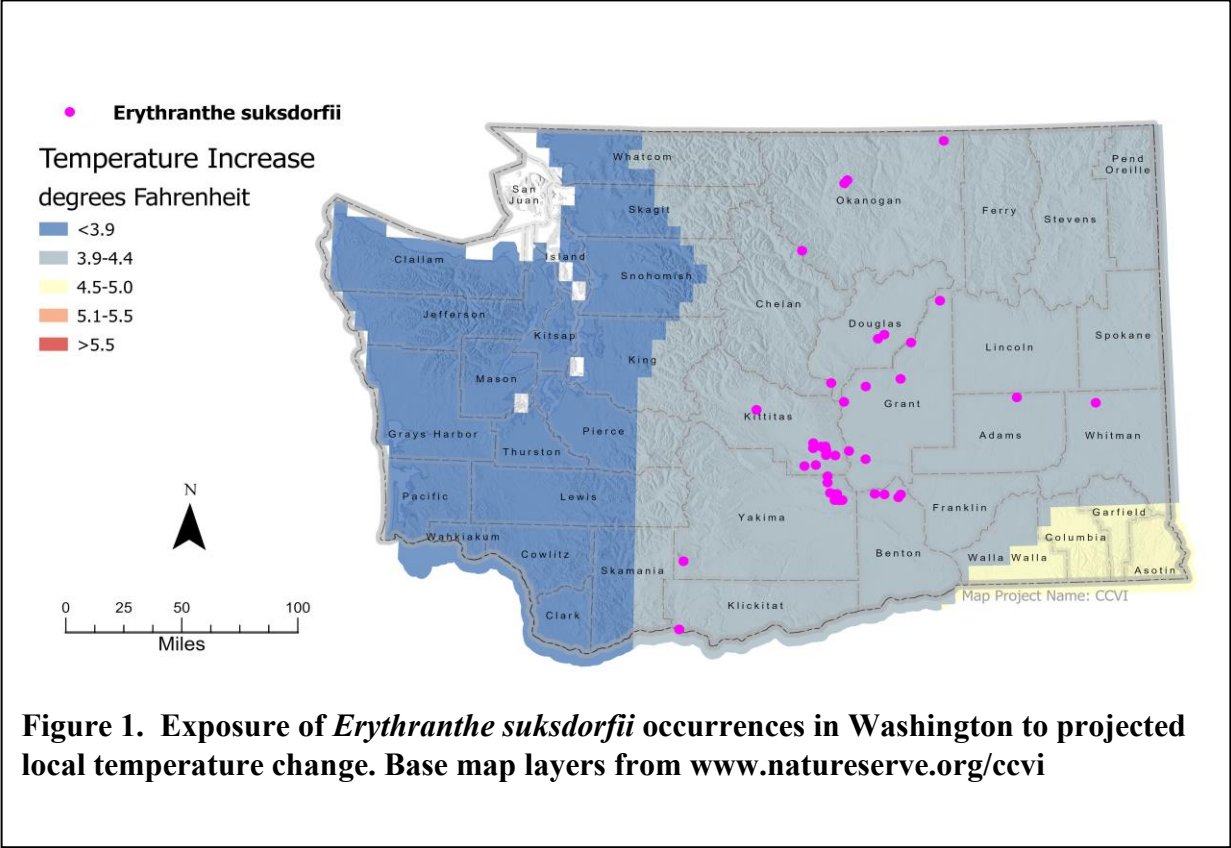 Erythranthe suksdorfii
Temperature Increase
degrees Fahrenheit
<3.9
3.9-4.4
4.5-5.0
5.1-5.5
>5.5
N
0 25 50 100
Miles
Whatcom
San
Juan
Skagit
Island
Clallam
Snohomish
Jefferson
Kitsap
King
Mason
Grays Harbor
Pierce
Thurston
Pacific
Lewis
Wahkiakum
Cowlitz
Skamania
Clark
Okanogan
Ferry
Stevens
Pend
Oreille
Chelan
Douglas
Lincoln
Spokane
Kittitas
Grant
Adams
Whitman
Yakima
Franklin
Garfield
Columbia
Benton
Walla Walla
Asotin
Klickitat
Map Project Name: CCVI
Figure 1. Exposure of Erythranthe suksdorfii occurrences in Washington to projected
local temperature change. Base map layers from www.natureserve.org/ccvi